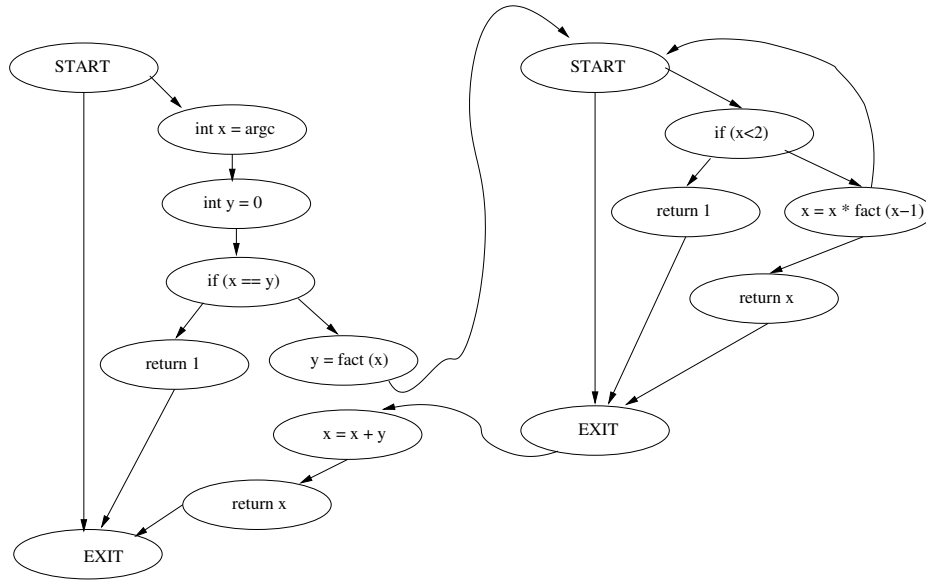 START
int x = argc
int y = 0
if (x == y)
return 1
y = fact (x)
x = x + y
return x
EXIT
START
if (x<2)
return 1
x = x * fact (x−1)
return x
EXIT